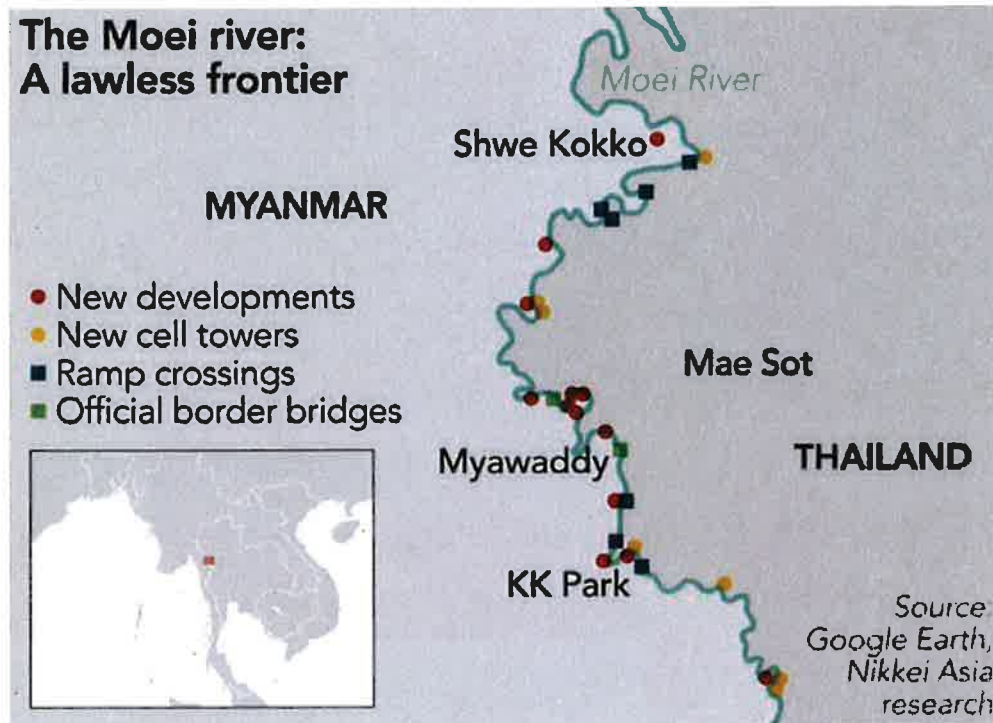 The Moei river:
A lawless frontier
Moei River
Shwe Kokko
MYANMAR
New developments
New cell towers
Ramp crossings
Official border bridges
Mae Sot
Myawaddy
THAILAND
KK Park
Source:
Google Earth,
Nikkei Asia
research